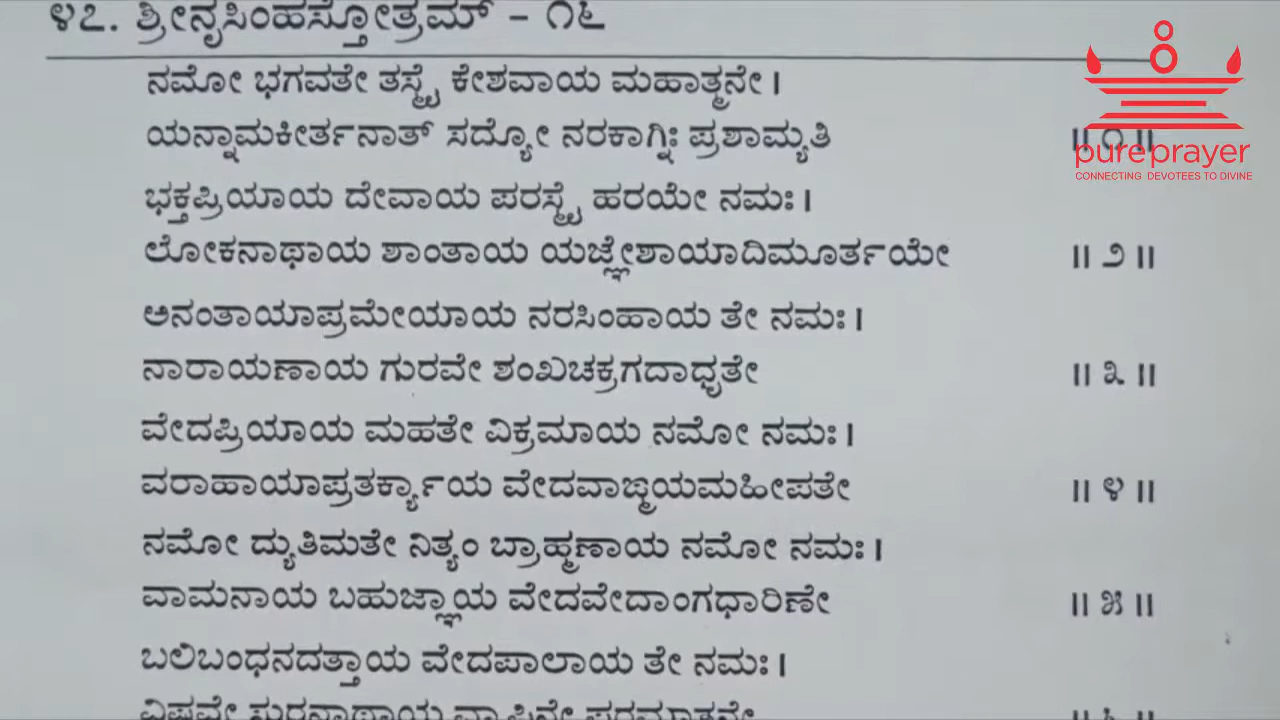 ೪೭. ಶ್ರೀನೃಸಿಂಹಸ್ತೋತ್ರಮ್ - ೧೬
ನಮೋ ಭಗವತೇ ತಸ್ಮೈ ಕೇಶವಾಯ ಮಹಾತ್ಮನೇ ।
ಯನ್ನಾಮಕೀರ್ತನಾತ್ ಸದ್ಯೋ ನರಕಾಗ್ನಿಃ ಪ್ರಶಾಮ್ಯತಿ ॥ ೧ ॥
ಭಕ್ತಪ್ರಿಯಾಯ ದೇವಾಯ ಪರಸ್ಮೈ ಹರಯೇ ನಮಃ ।
ಲೋಕನಾಥಾಯ ಶಾಂತಾಯ ಯಜ್ಞೇಶಾಯಾದಿಮೂರ್ತಯೇ ॥ ೨ ॥
ಅನಂತಾಯಾಪ್ರಮೇಯಾಯ ನರಸಿಂಹಾಯ ತೇ ನಮಃ ।
ನಾರಾಯಣಾಯ ಗುರವೇ ಶಂಖಚಕ್ರಗದಾಧೃತೇ ॥ ೩ ॥
ವೇದಪ್ರಿಯಾಯ ಮಹತೇ ವಿಕ್ರಮಾಯ ನಮೋ ನಮಃ ।
ವರಾಹಾಯಾಪ್ರತರ್ಕ್ಯಾಯ ವೇದವಾಙ್ಮಯಮಹೀಪತೇ ॥ ೪ ॥
ನಮೋ ದ್ಯುತಿಮತೇ ನಿತ್ಯಂ ಬ್ರಾಹ್ಮಣಾಯ ನಮೋ ನಮಃ ।
ವಾಮನಾಯ ಬಹುಜ್ಞಾಯ ವೇದವೇದಾಂಗಧಾರಿಣೇ ॥ ೫ ॥
ಬಲಿಬಂಧನದತ್ತಾಯ ವೇದಪಾಲಾಯ ತೇ ನಮಃ ।
pureprayer
CONNECTING DEVOTEES TO DIVINE